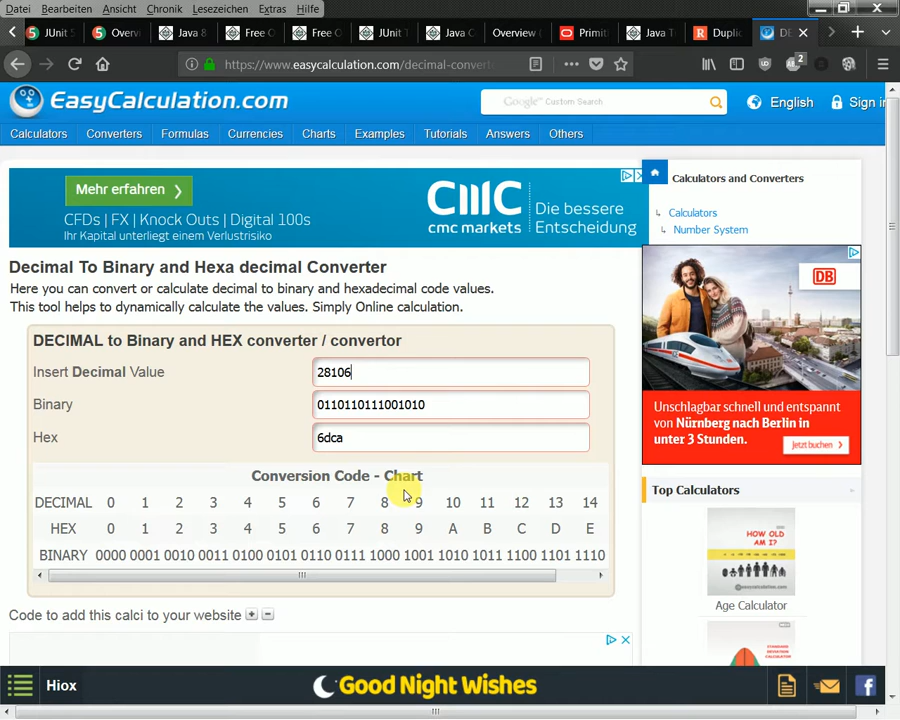 Datei Bearbeiten Ansicht Chronik Lesezeichen Extras Hilfe
JUnit 5 Overv Java 8 Free O Free O JUnit Java C Overview ( Primit Java T Duplic DE
https://www.easycalculation.com/decimal-convert 2
EasyCalculation.com Google™ Custom Search English Sign in
Calculators Converters Formulas Currencies Charts Examples Tutorials Answers Others
Mehr erfahren
CFDs | FX | Knock Outs | Digital 100s
Ihr Kapital unterliegt einem Verlustrisiko
cmc
cmc markets
Die bessere
Entscheidung
Calculators and Converters
Calculators
Number System
Decimal To Binary and Hexa decimal Converter
Here you can convert or calculate decimal to binary and hexadecimal code values.
This tool helps to dynamically calculate the values. Simply Online calculation.
DECIMAL to Binary and HEX converter / convertor
Insert Decimal Value 28106
Binary 0110110111001010
Hex 6dca
Conversion Code - Chart
DECIMAL 0 1 2 3 4 5 6 7 8 9 10 11 12 13 14
HEX 0 1 2 3 4 5 6 7 8 9 A B C D E
BINARY 0000 0001 0010 0011 0100 0101 0110 0111 1000 1001 1010 1011 1100 1101 1110
Code to add this calci to your website
DB
Unschlagbar schnell und entspannt
von Nürnberg nach Berlin in
unter 3 Stunden.
Jetzt buchen
Top Calculators
HOW OLD
AM I?
Age Calculator
Hiox Good Night Wishes